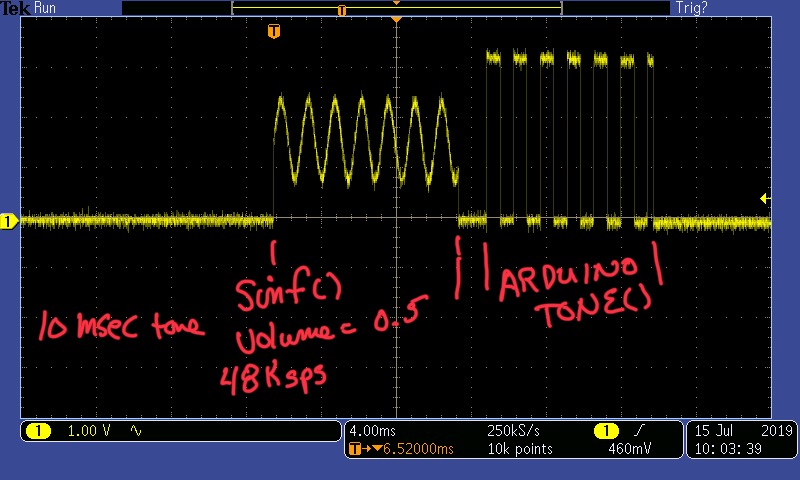 Tek Run
Trig?
T
T
1
Sinf()
ARDUINO
TONE()
10 msec tone
volume = 0.5
48Ksps
1 1.00 V
4.00ms
250kS/s
1
T→▼6.52000ms
10k points
460mV
15 Jul 2019
10:03:39